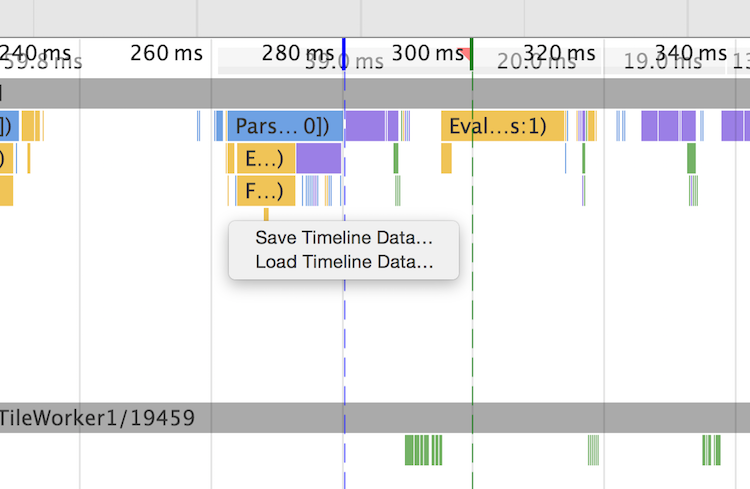 240 ms 260 ms 280 ms 300 ms 320 ms 340 ms
59.8 ms 59.0 ms 20.0 ms 19.0 ms 13
]) Pars... 0]) Eval...s:1)
) E...)
) F...)
Save Timeline Data...
Load Timeline Data...
TileWorker1/19459